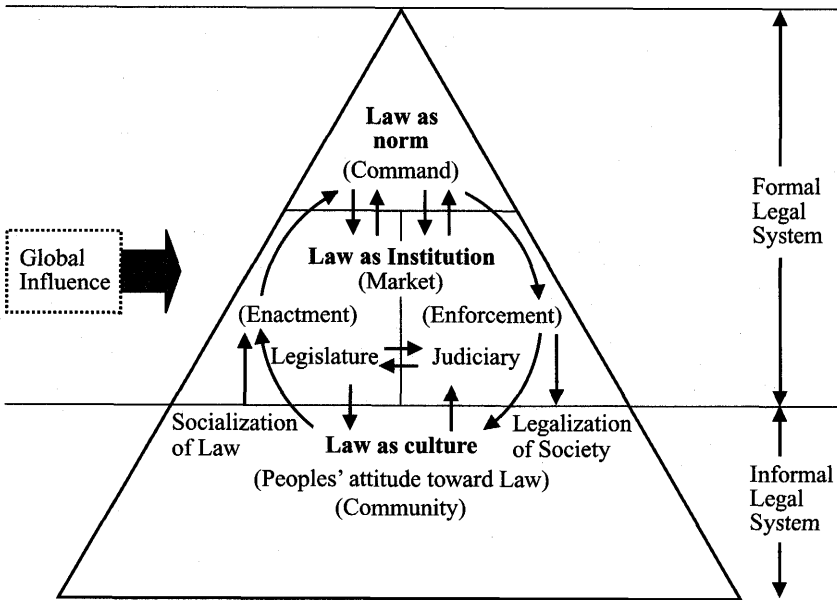 Law as
norm
(Command)
Formal
Legal
System
Global
Influence
Law as Institution
(Market)
(Enactment)
(Enforcement)
Legislature
Judiciary
Socialization
of Law
Legalization
of Society
Law as culture
(Peoples' attitude toward Law)
(Community)
Informal
Legal
System